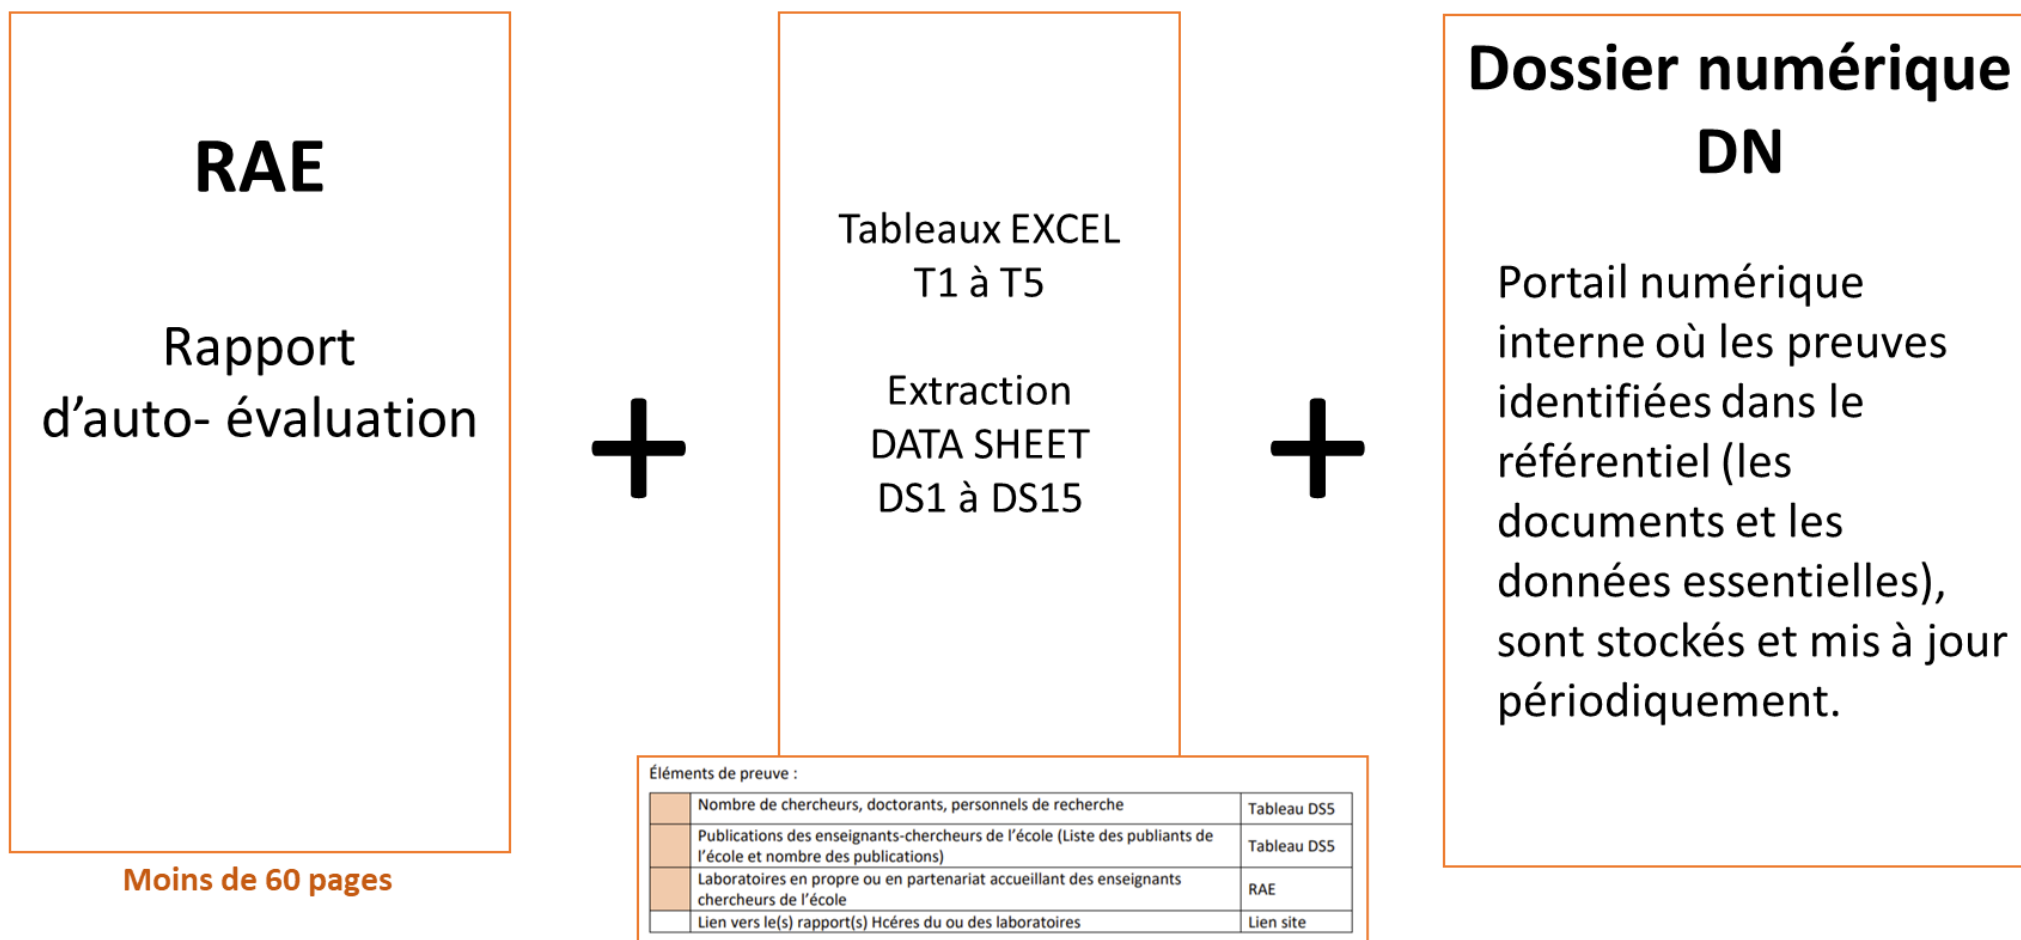 RAE
Rapport
d’auto- évaluation
Moins de 60 pages
+
Tableaux EXCEL
T1 à T5
Extraction
DATA SHEET
DS1 à DS15
Éléments de preuve :
Nombre de chercheurs, doctorants, personnels de recherche Tableau DS5
Publications des enseignants-chercheurs de l’école (Liste des publiants de
l’école et nombre des publications) Tableau DS5
Laboratoires en propre ou en partenariat accueillant des enseignants
chercheurs de l’école RAE
Lien vers le(s) rapport(s) Hcéres du ou des laboratoires Lien site
+
Dossier numérique
DN
Portail numérique
interne où les preuves
identifiées dans le
référentiel (les
documents et les
données essentielles),
sont stockés et mis à jour
périodiquement.